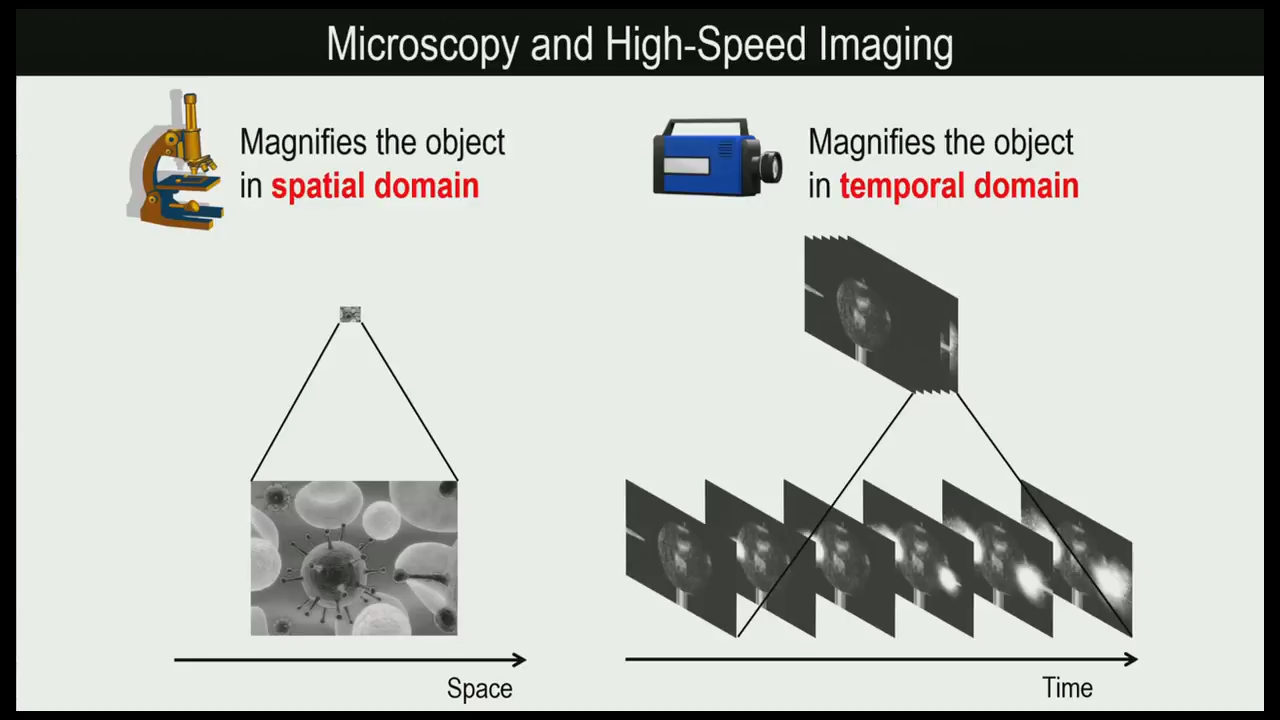 Microscopy and High-Speed Imaging
Magnifies the object
in spatial domain
Magnifies the object
in temporal domain
Space
Time